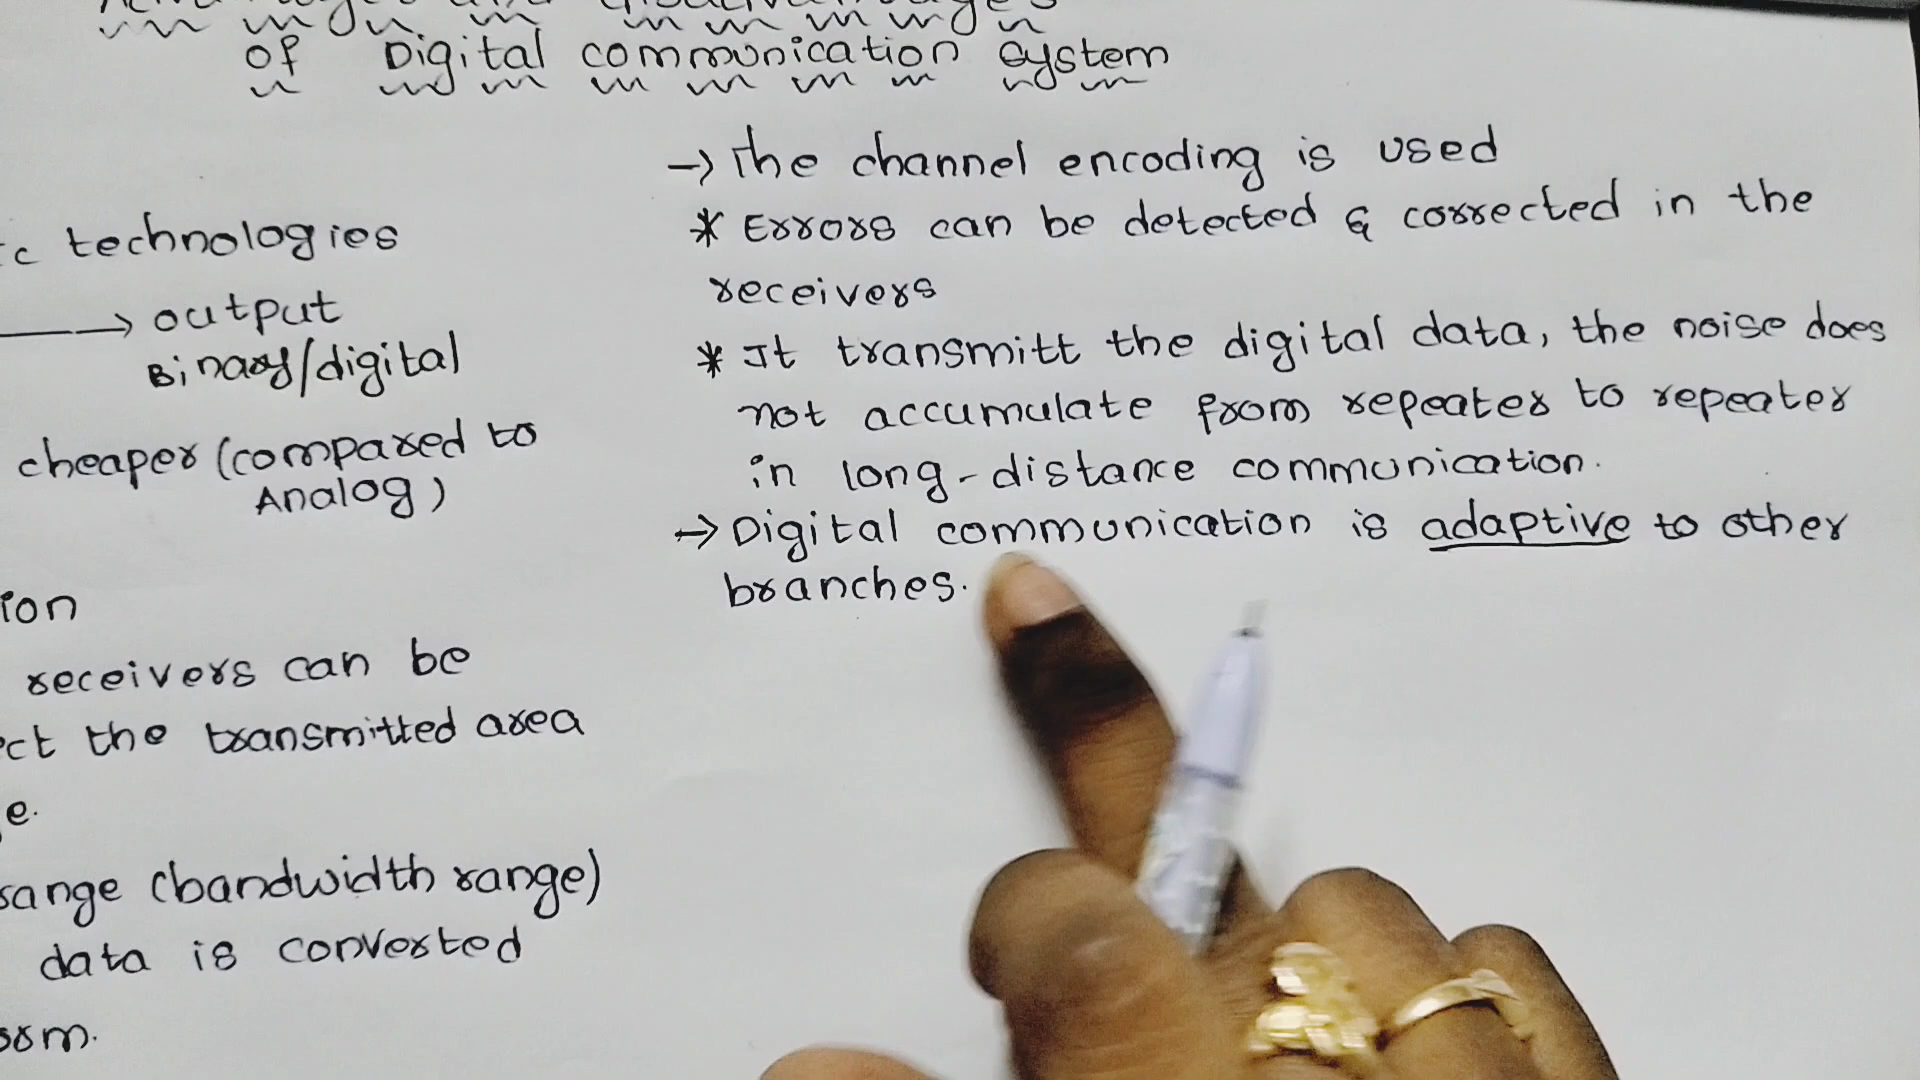 of Digital communication system
c technologies
output
Binary/digital
cheaper (compared to
Analog)
ion
receivers can be
ect the transmitted area
e.
range (bandwidth range)
data is converted
orm.
→ The channel encoding is used
* Errors can be detected & corrected in the
receivers
* It transmitt the digital data, the noise does
not accumulate from repeater to repeater
in long-distance communication.
→ Digital communication is adaptive to other
branches.